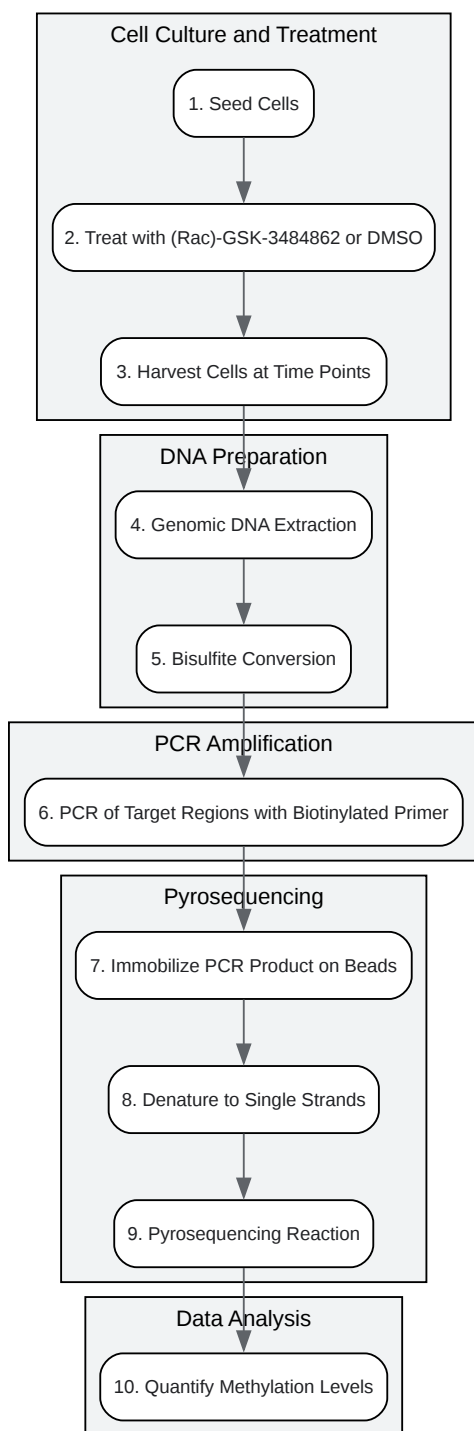 Cell Culture and Treatment
1. Seed Cells
2. Treat with (Rac)-GSK-3484862 or DMSO
3. Harvest Cells at Time Points
DNA Preparation
4. Genomic DNA Extraction
5. Bisulfite Conversion
PCR Amplification
6. PCR of Target Regions with Biotinylated Primer
Pyrosequencing
7. Immobilize PCR Product on Beads
8. Denature to Single Strands
9. Pyrosequencing Reaction
Data Analysis
10. Quantify Methylation Levels